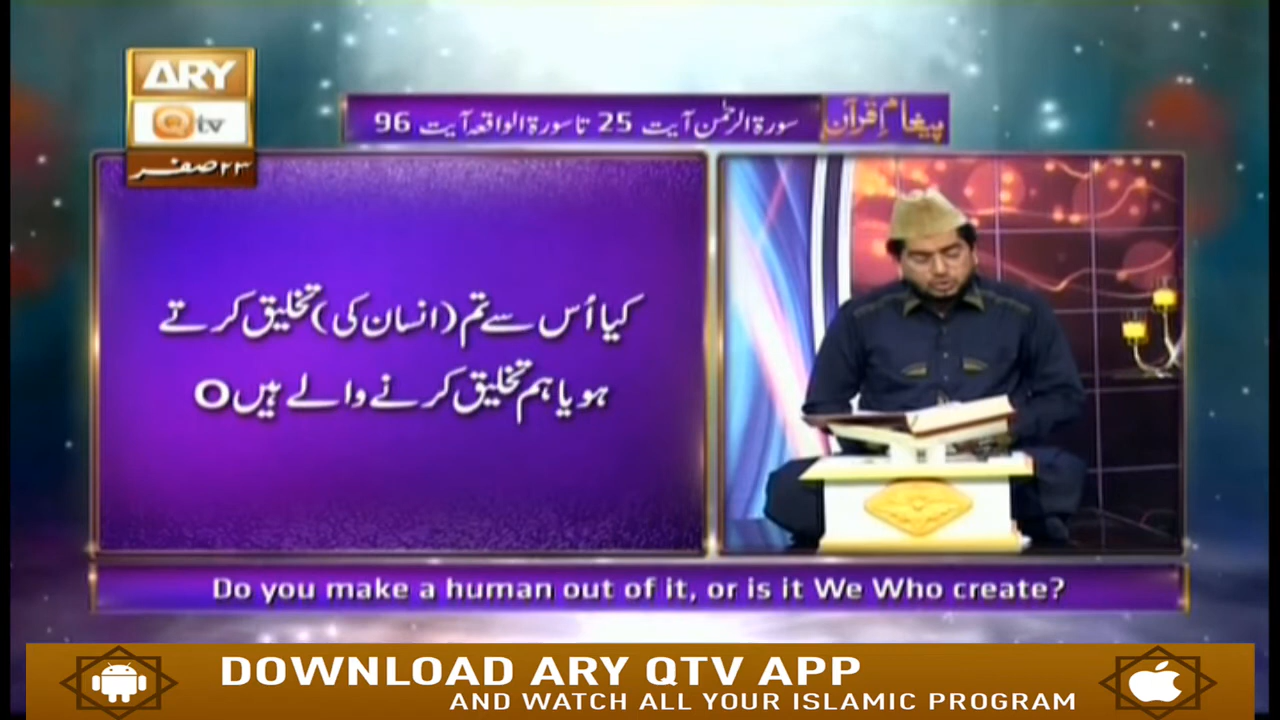 ARY
Qtv
۲۳ صفر
پیغامِ قرآن
سورۃ الرحمٰن آیت 25 تا سورۃ الواقعہ آیت 96
کیا اُس سے تم (انسان کی) تخلیق کرتے
ہو یا ہم تخلیق کرنے والے ہیںO
Do you make a human out of it, or is it We Who create?
DOWNLOAD ARY QTV APP
AND WATCH ALL YOUR ISLAMIC PROGRAM